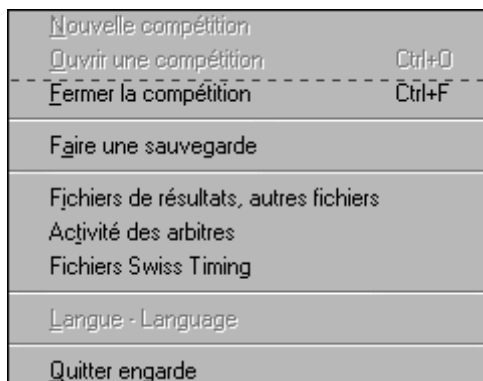 Nouvelle compétition
Ouvrir une compétition Ctrl+O
Fermer la compétition Ctrl+F
Faire une sauvegarde
Fichiers de résultats, autres fichiers
Activité des arbitres
Fichiers Swiss Timing
Langue - Language
Quitter engarde